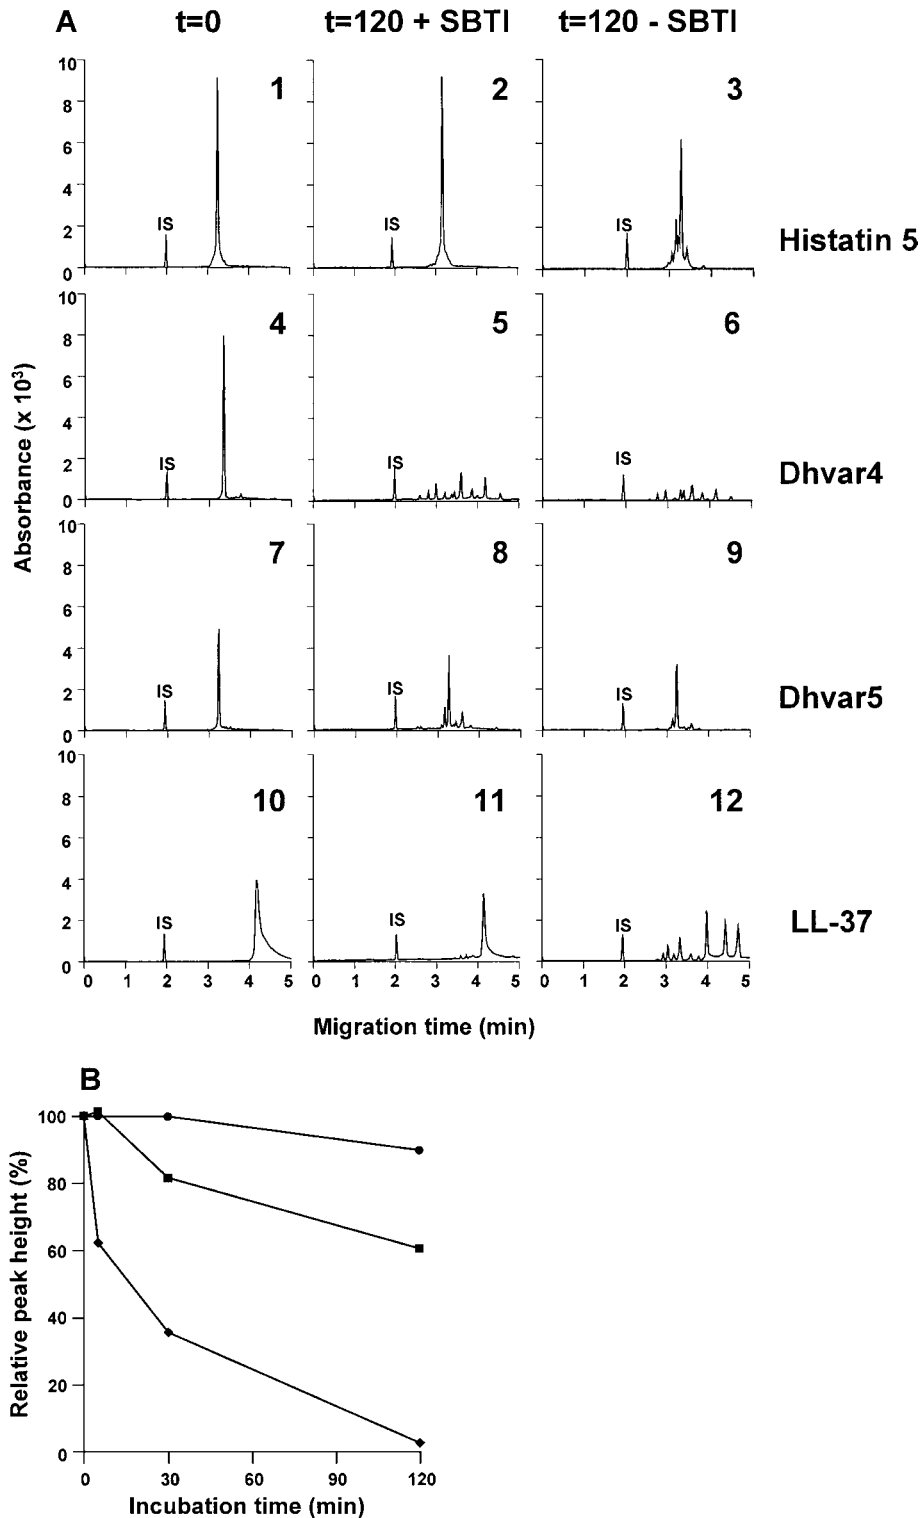 A t=0 t=120 + SBTI t=120 - SBTI
10 8 6 4 2 0
IS 1
IS 2
IS 3
Histatin 5
10 8 6 4 2 0
IS 4
IS 5
IS 6
Dhvar4
Absorbance (x 10³)
10 8 6 4 2 0
IS 7
IS 8
IS 9
Dhvar5
10 8 6 4 2 0
IS 10
IS 11
IS 12
LL-37
0 1 2 3 4 5
0 1 2 3 4 5
0 1 2 3 4 5
Migration time (min)
B
Relative peak height (%)
100
80
60
40
20
0
0 30 60 90 120
Incubation time (min)